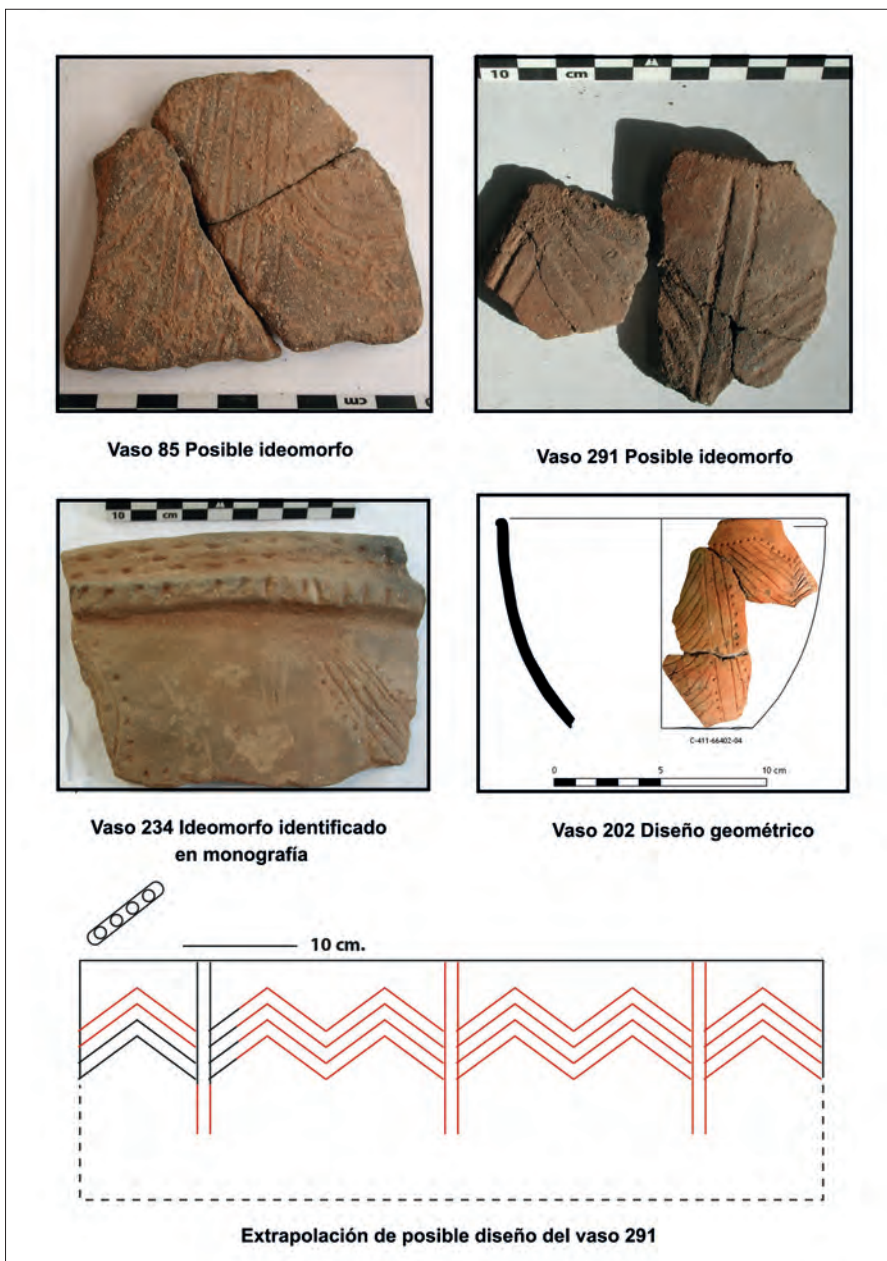 10 cm
cm
Vaso 85 Posible ideomorfo
Vaso 291 Posible ideomorfo
10 cm
Vaso 234 Ideomorfo identificado
en monografía
C-411-66402-04
0 5 10 cm
Vaso 202 Diseño geométrico
10 cm.
Extrapolación de posible diseño del vaso 291